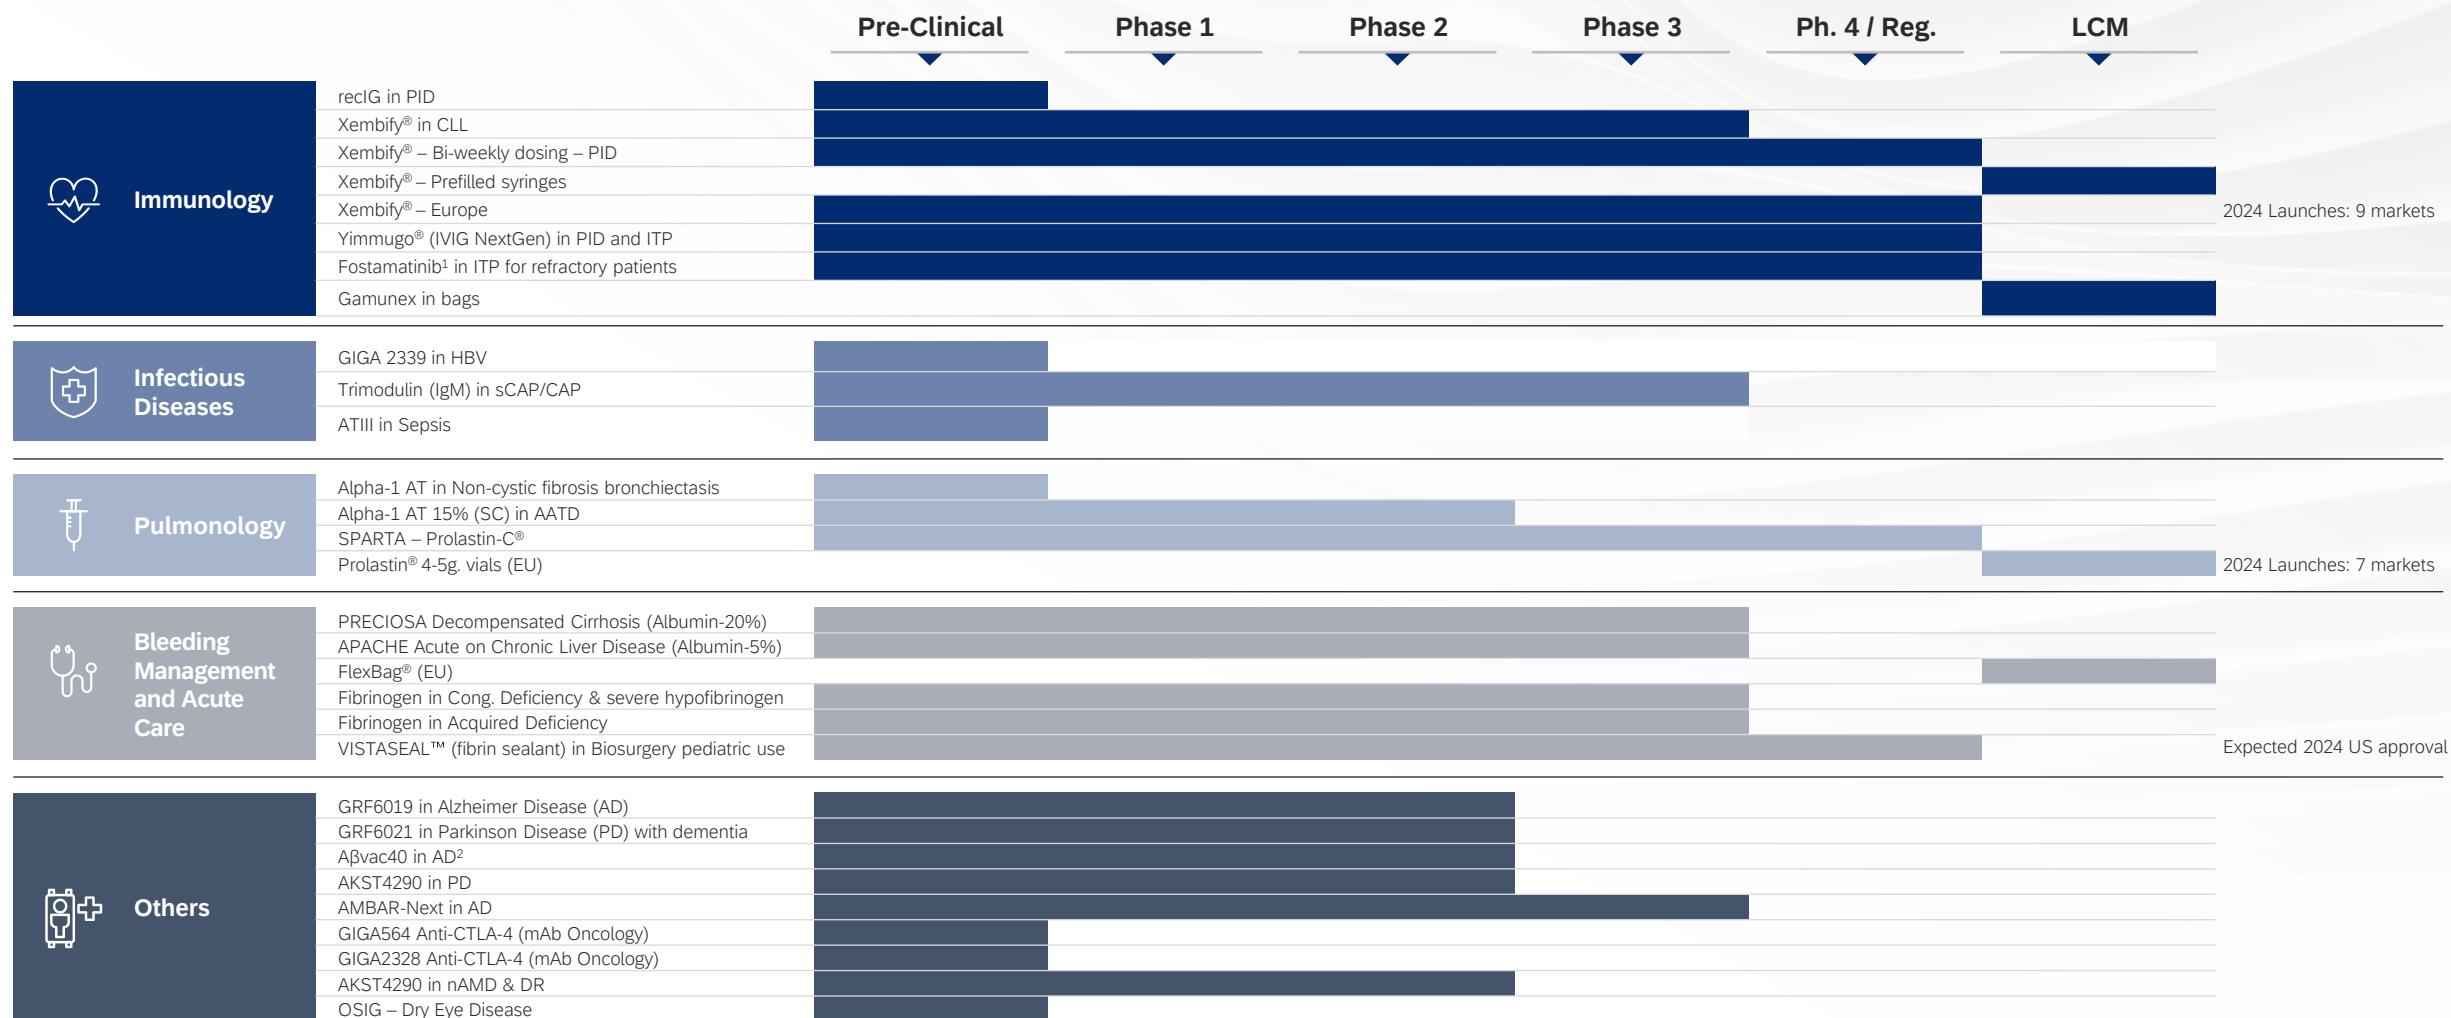 Pre-Clinical Phase 1 Phase 2 Phase 3 Ph. 4 / Reg. LCM
Immunology
recIG in PID
Xembify® in CLL
Xembify® – Bi-weekly dosing – PID
Xembify® – Prefilled syringes
Xembify® – Europe
2024 Launches: 9 markets
Yimmugo® (IVIG NextGen) in PID and ITP
Fostamatinib¹ in ITP for refractory patients
Gamunex in bags
Infectious
Diseases
GIGA 2339 in HBV
Trimodulin (IgM) in sCAP/CAP
ATIII in Sepsis
Pulmonology
Alpha-1 AT in Non-cystic fibrosis bronchiectasis
Alpha-1 AT 15% (SC) in AATD
SPARTA – Prolastin-C®
Prolastin® 4-5g. vials (EU)
2024 Launches: 7 markets
Bleeding
Management
and Acute
Care
PRECIOSA Decompensated Cirrhosis (Albumin-20%)
APACHE Acute on Chronic Liver Disease (Albumin-5%)
FlexBag® (EU)
Fibrinogen in Cong. Deficiency & severe hypofibrinogen
Fibrinogen in Acquired Deficiency
VISTASEAL™ (fibrin sealant) in Biosurgery pediatric use
Expected 2024 US approval
Others
GRF6019 in Alzheimer Disease (AD)
GRF6021 in Parkinson Disease (PD) with dementia
Aβvac40 in AD²
AKST4290 in PD
AMBAR-Next in AD
GIGA564 Anti-CTLA-4 (mAb Oncology)
GIGA2328 Anti-CTLA-4 (mAb Oncology)
AKST4290 in nAMD & DR
OSIG – Dry Eye Disease